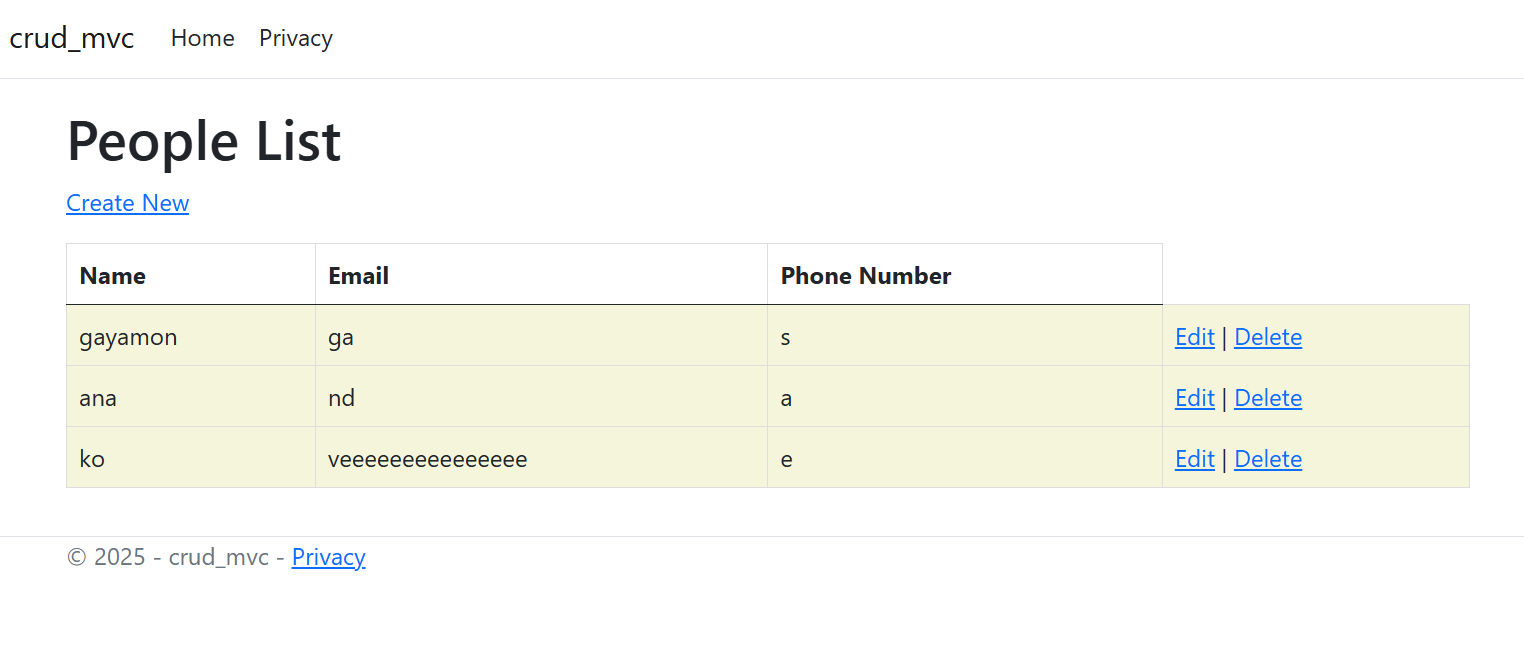 crud_mvc Home Privacy
People List
Create New
Name Email Phone Number
gayamon ga s Edit | Delete
ana nd a Edit | Delete
ko veeeeeeeeeeeeeee e Edit | Delete
© 2025 - crud_mvc - Privacy